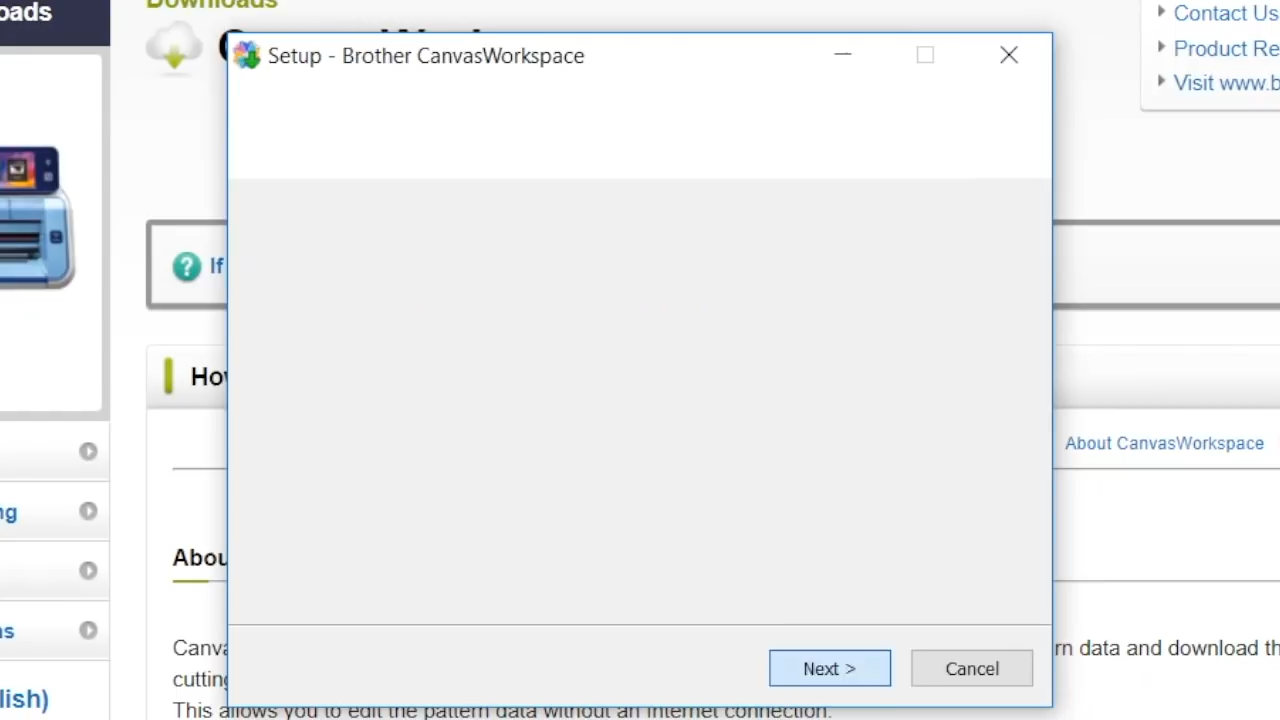 oads
Downloads
Contact Us
Product Re
Visit www.b
Setup - Brother CanvasWorkspace
? If
How
About CanvasWorkspace
ng
Abou
ns
Canva
rn data and download th
cutting
Next >
Cancel
lish)
This allows you to edit the pattern data without an Internet connection.